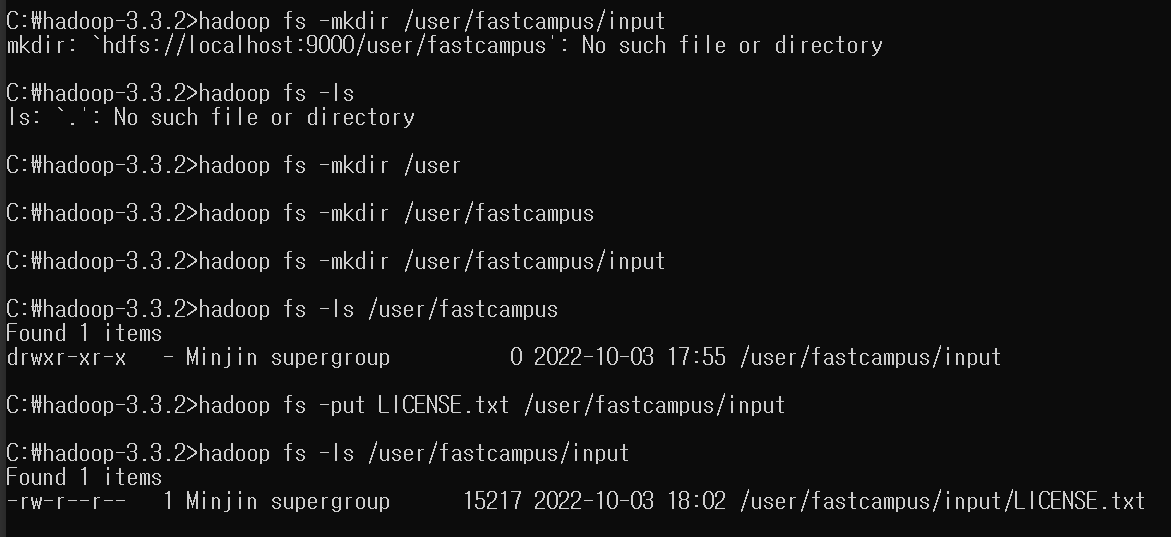 C:₩hadoop-3.3.2>hadoop fs -mkdir /user/fastcampus/input
mkdir: `hdfs://localhost:9000/user/fastcampus': No such file or directory
C:₩hadoop-3.3.2>hadoop fs -ls
ls: `.': No such file or directory
C:₩hadoop-3.3.2>hadoop fs -mkdir /user
C:₩hadoop-3.3.2>hadoop fs -mkdir /user/fastcampus
C:₩hadoop-3.3.2>hadoop fs -mkdir /user/fastcampus/input
C:₩hadoop-3.3.2>hadoop fs -ls /user/fastcampus
Found 1 items
drwxr-xr-x   - Minjin supergroup          0 2022-10-03 17:55 /user/fastcampus/input
C:₩hadoop-3.3.2>hadoop fs -put LICENSE.txt /user/fastcampus/input
C:₩hadoop-3.3.2>hadoop fs -ls /user/fastcampus/input
Found 1 items
-rw-r--r--   1 Minjin supergroup      15217 2022-10-03 18:02 /user/fastcampus/input/LICENSE.txt